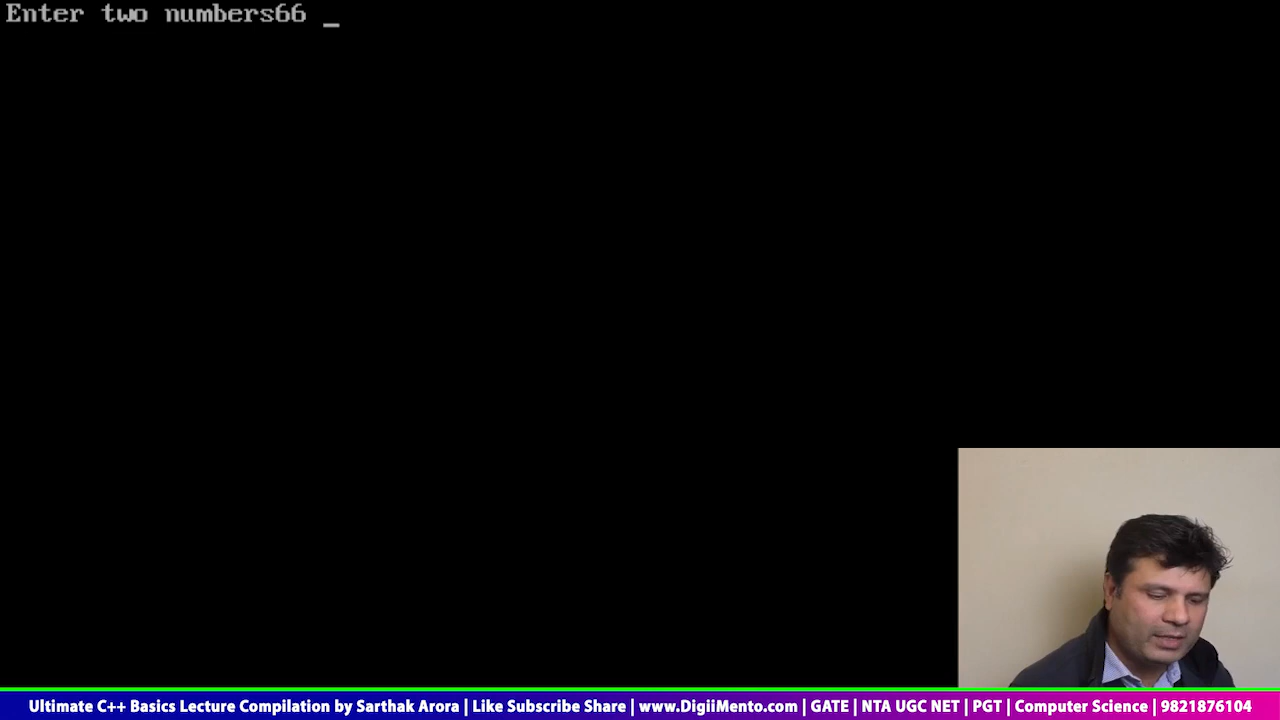 Enter two numbers66 _
Ultimate C++ Basics Lecture Compilation by Sarthak Arora | Like Subscribe Share | www.DigiiMento.com | GATE | NTA UGC NET | PGT | Computer Science | 9821876104